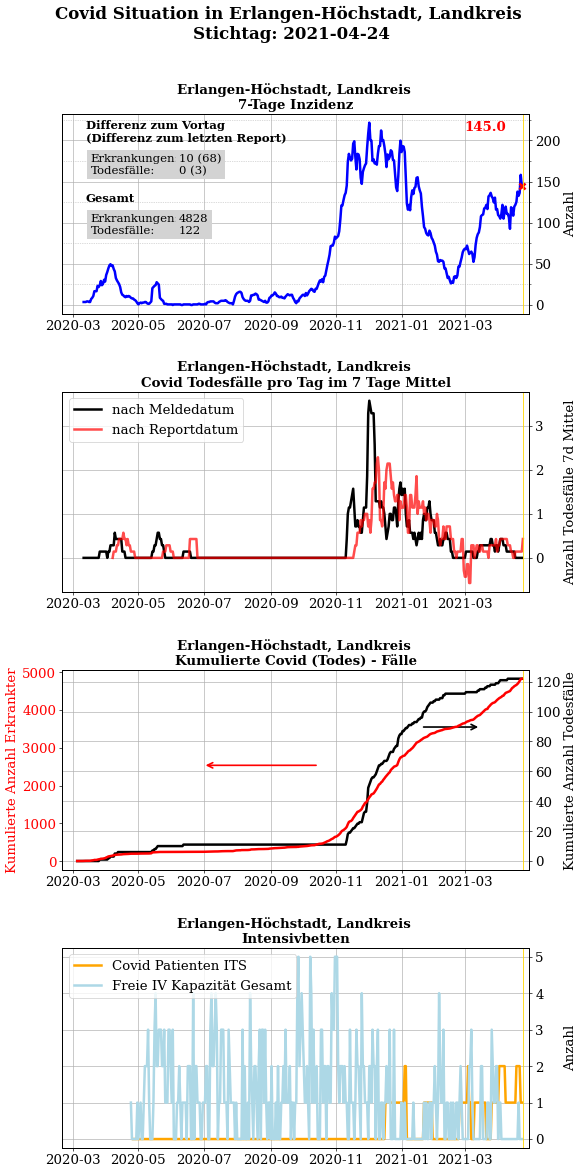 Covid Situation in Erlangen-Höchstadt, Landkreis
Stichtag: 2021-04-24
Erlangen-Höchstadt, Landkreis
7-Tage Inzidenz
Differenz zum Vortag
(Differenz zum letzten Report)
Erkrankungen 10 (68)
Todesfälle: 0 (3)
Gesamt
Erkrankungen 4828
Todesfälle: 122
145.0
200
150
100
50
0
Anzahl
2020-03 2020-05 2020-07 2020-09 2020-11 2021-01 2021-03
Erlangen-Höchstadt, Landkreis
Covid Todesfälle pro Tag im 7 Tage Mittel
nach Meldedatum
nach Reportdatum
3
2
1
0
Anzahl Todesfälle 7d Mittel
2020-03 2020-05 2020-07 2020-09 2020-11 2021-01 2021-03
Erlangen-Höchstadt, Landkreis
Kumulierte Covid (Todes) - Fälle
Kumulierte Anzahl Erkrankter
5000
4000
3000
2000
1000
0
120
100
80
60
40
20
0
Kumulierte Anzahl Todesfälle
2020-03 2020-05 2020-07 2020-09 2020-11 2021-01 2021-03
Erlangen-Höchstadt, Landkreis
Intensivbetten
Covid Patienten ITS
Freie IV Kapazität Gesamt
5
4
3
2
1
0
Anzahl
2020-03 2020-05 2020-07 2020-09 2020-11 2021-01 2021-03